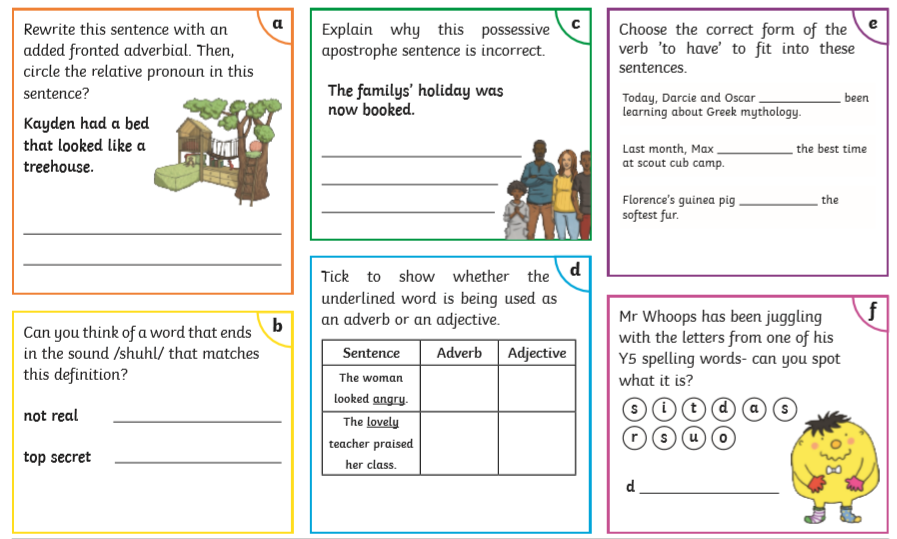 a
Rewrite this sentence with an
added fronted adverbial. Then,
circle the relative pronoun in this
sentence?
Kayden had a bed
that looked like a
treehouse.
b
Can you think of a word that ends
in the sound /shuhl/ that matches
this definition?
not real
top secret
c
Explain why this possessive
apostrophe sentence is incorrect.
The familys' holiday was
now booked.
d
Tick to show whether the
underlined word is being used as
an adverb or an adjective.
Sentence Adverb Adjective
The woman
looked angry.
The lovely
teacher praised
her class.
e
Choose the correct form of the
verb 'to have' to fit into these
sentences.
Today, Darcie and Oscar ____________ been
learning about Greek mythology.
Last month, Max ____________ the best time
at scout cub camp.
Florence's guinea pig ____________ the
softest fur.
f
Mr Whoops has been juggling
with the letters from one of his
Y5 spelling words- can you spot
what it is?
s i t d a s
r s u o
d ____________